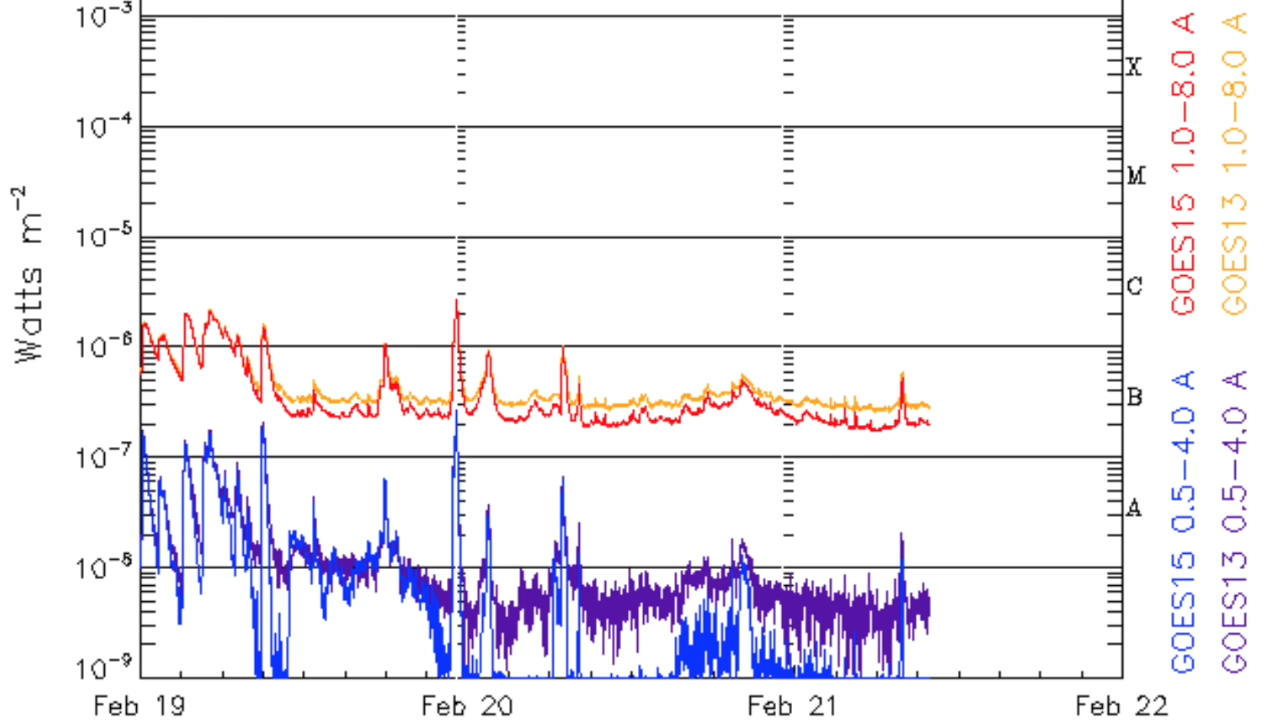 10⁻³
10⁻⁴
10⁻⁵
10⁻⁶
10⁻⁷
10⁻⁸
10⁻⁹
Watts m⁻²
X
M
C
B
A
Feb 19
Feb 20
Feb 21
Feb 22
GOES15 1.0-8.0 A
GOES13 1.0-8.0 A
GOES15 0.5-4.0 A
GOES13 0.5-4.0 A